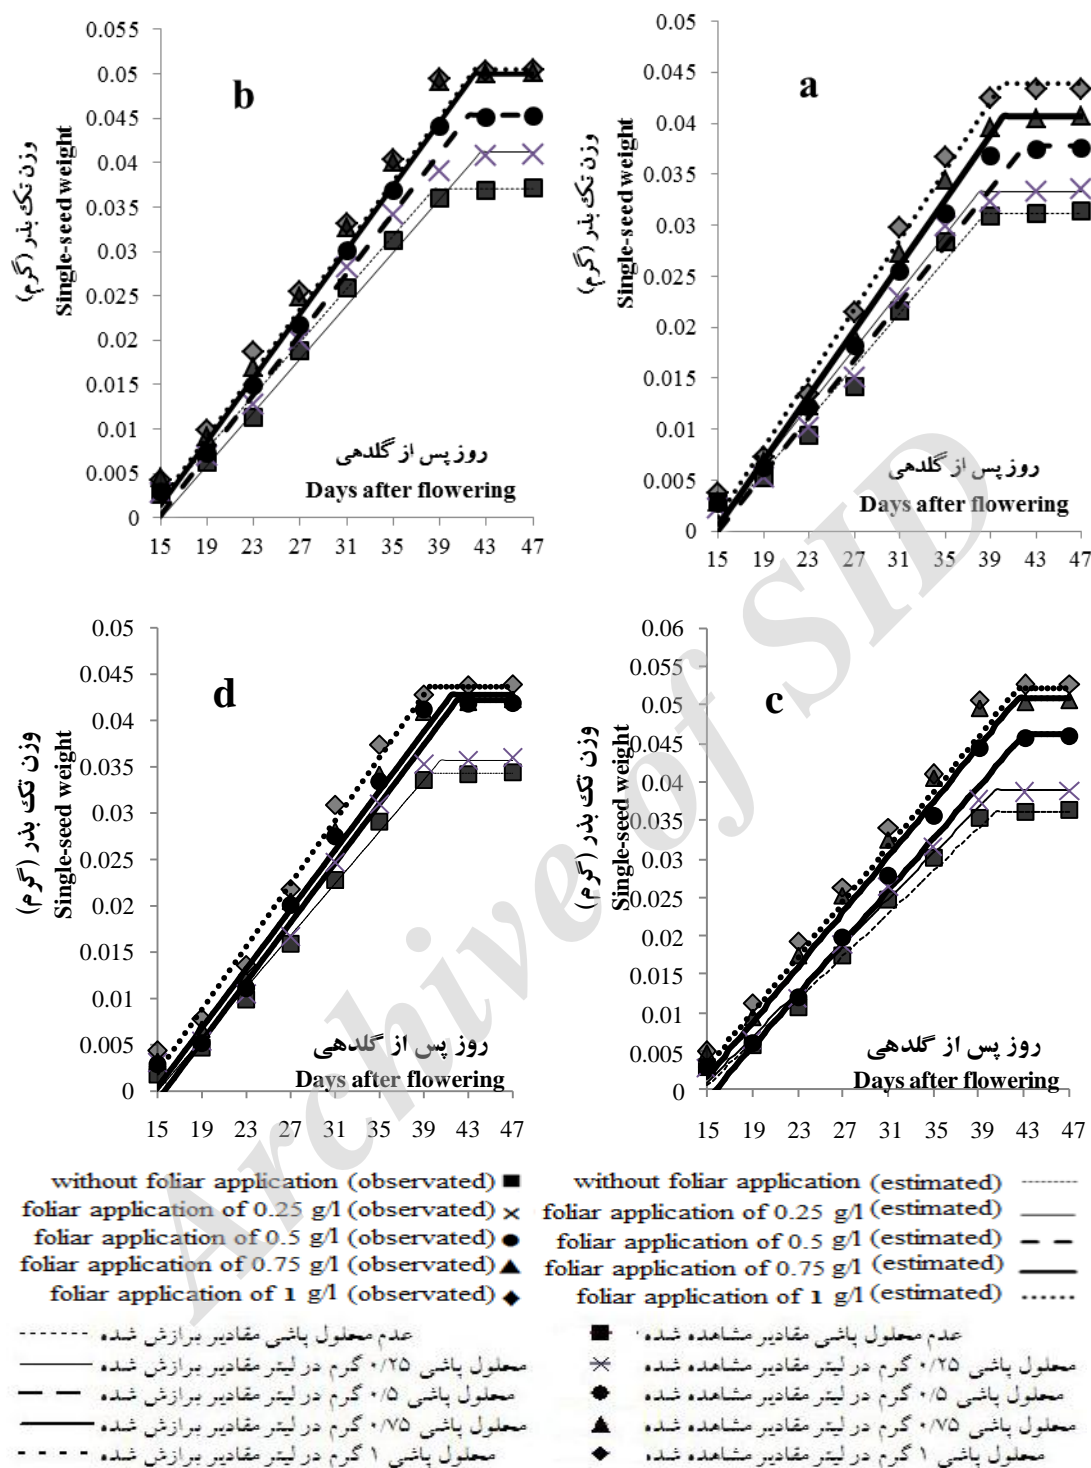 b
0.055
0.05
0.045
0.04
0.035
0.03
0.025
0.02
0.015
0.01
0.005
0
15 19 23 27 31 35 39 43 47
وزن تک بذر (گرم)
Single-seed weight
روز پس از گلدهی
Days after flowering
a
0.05
0.045
0.04
0.035
0.03
0.025
0.02
0.015
0.01
0.005
0
15 19 23 27 31 35 39 43 47
وزن تک بذر (گرم)
Single-seed weight
روز پس از گلدهی
Days after flowering
d
0.05
0.045
0.04
0.035
0.03
0.025
0.02
0.015
0.01
0.005
0
15 19 23 27 31 35 39 43 47
وزن تک بذر (گرم)
Single-seed weight
روز پس از گلدهی
Days after flowering
c
0.06
0.055
0.05
0.045
0.04
0.035
0.03
0.025
0.02
0.015
0.01
0.005
0
15 19 23 27 31 35 39 43 47
وزن تک بذر (گرم)
Single-seed weight
روز پس از گلدهی
Days after flowering
without foliar application (observated)
foliar application of 0.25 g/l (observated)
foliar application of 0.5 g/l (observated)
foliar application of 0.75 g/l (observated)
foliar application of 1 g/l (observated)
without foliar application (estimated)
foliar application of 0.25 g/l (estimated)
foliar application of 0.5 g/l (estimated)
foliar application of 0.75 g/l (estimated)
foliar application of 1 g/l (estimated)
عدم محلول پاشی مقادیر برازش شده
محلول پاشی ۰/۲۵ گرم در لیتر مقادیر برازش شده
محلول پاشی ۰/۵ گرم در لیتر مقادیر برازش شده
محلول پاشی ۰/۷۵ گرم در لیتر مقادیر برازش شده
محلول پاشی ۱ گرم در لیتر مقادیر برازش شده
عدم محلول پاشی مقادیر مشاهده شده
محلول پاشی ۰/۲۵ گرم در لیتر مقادیر مشاهده شده
محلول پاشی ۰/۵ گرم در لیتر مقادیر مشاهده شده
محلول پاشی ۰/۷۵ گرم در لیتر مقادیر مشاهده شده
محلول پاشی ۱ گرم در لیتر مقادیر مشاهده شده
Archive of SID